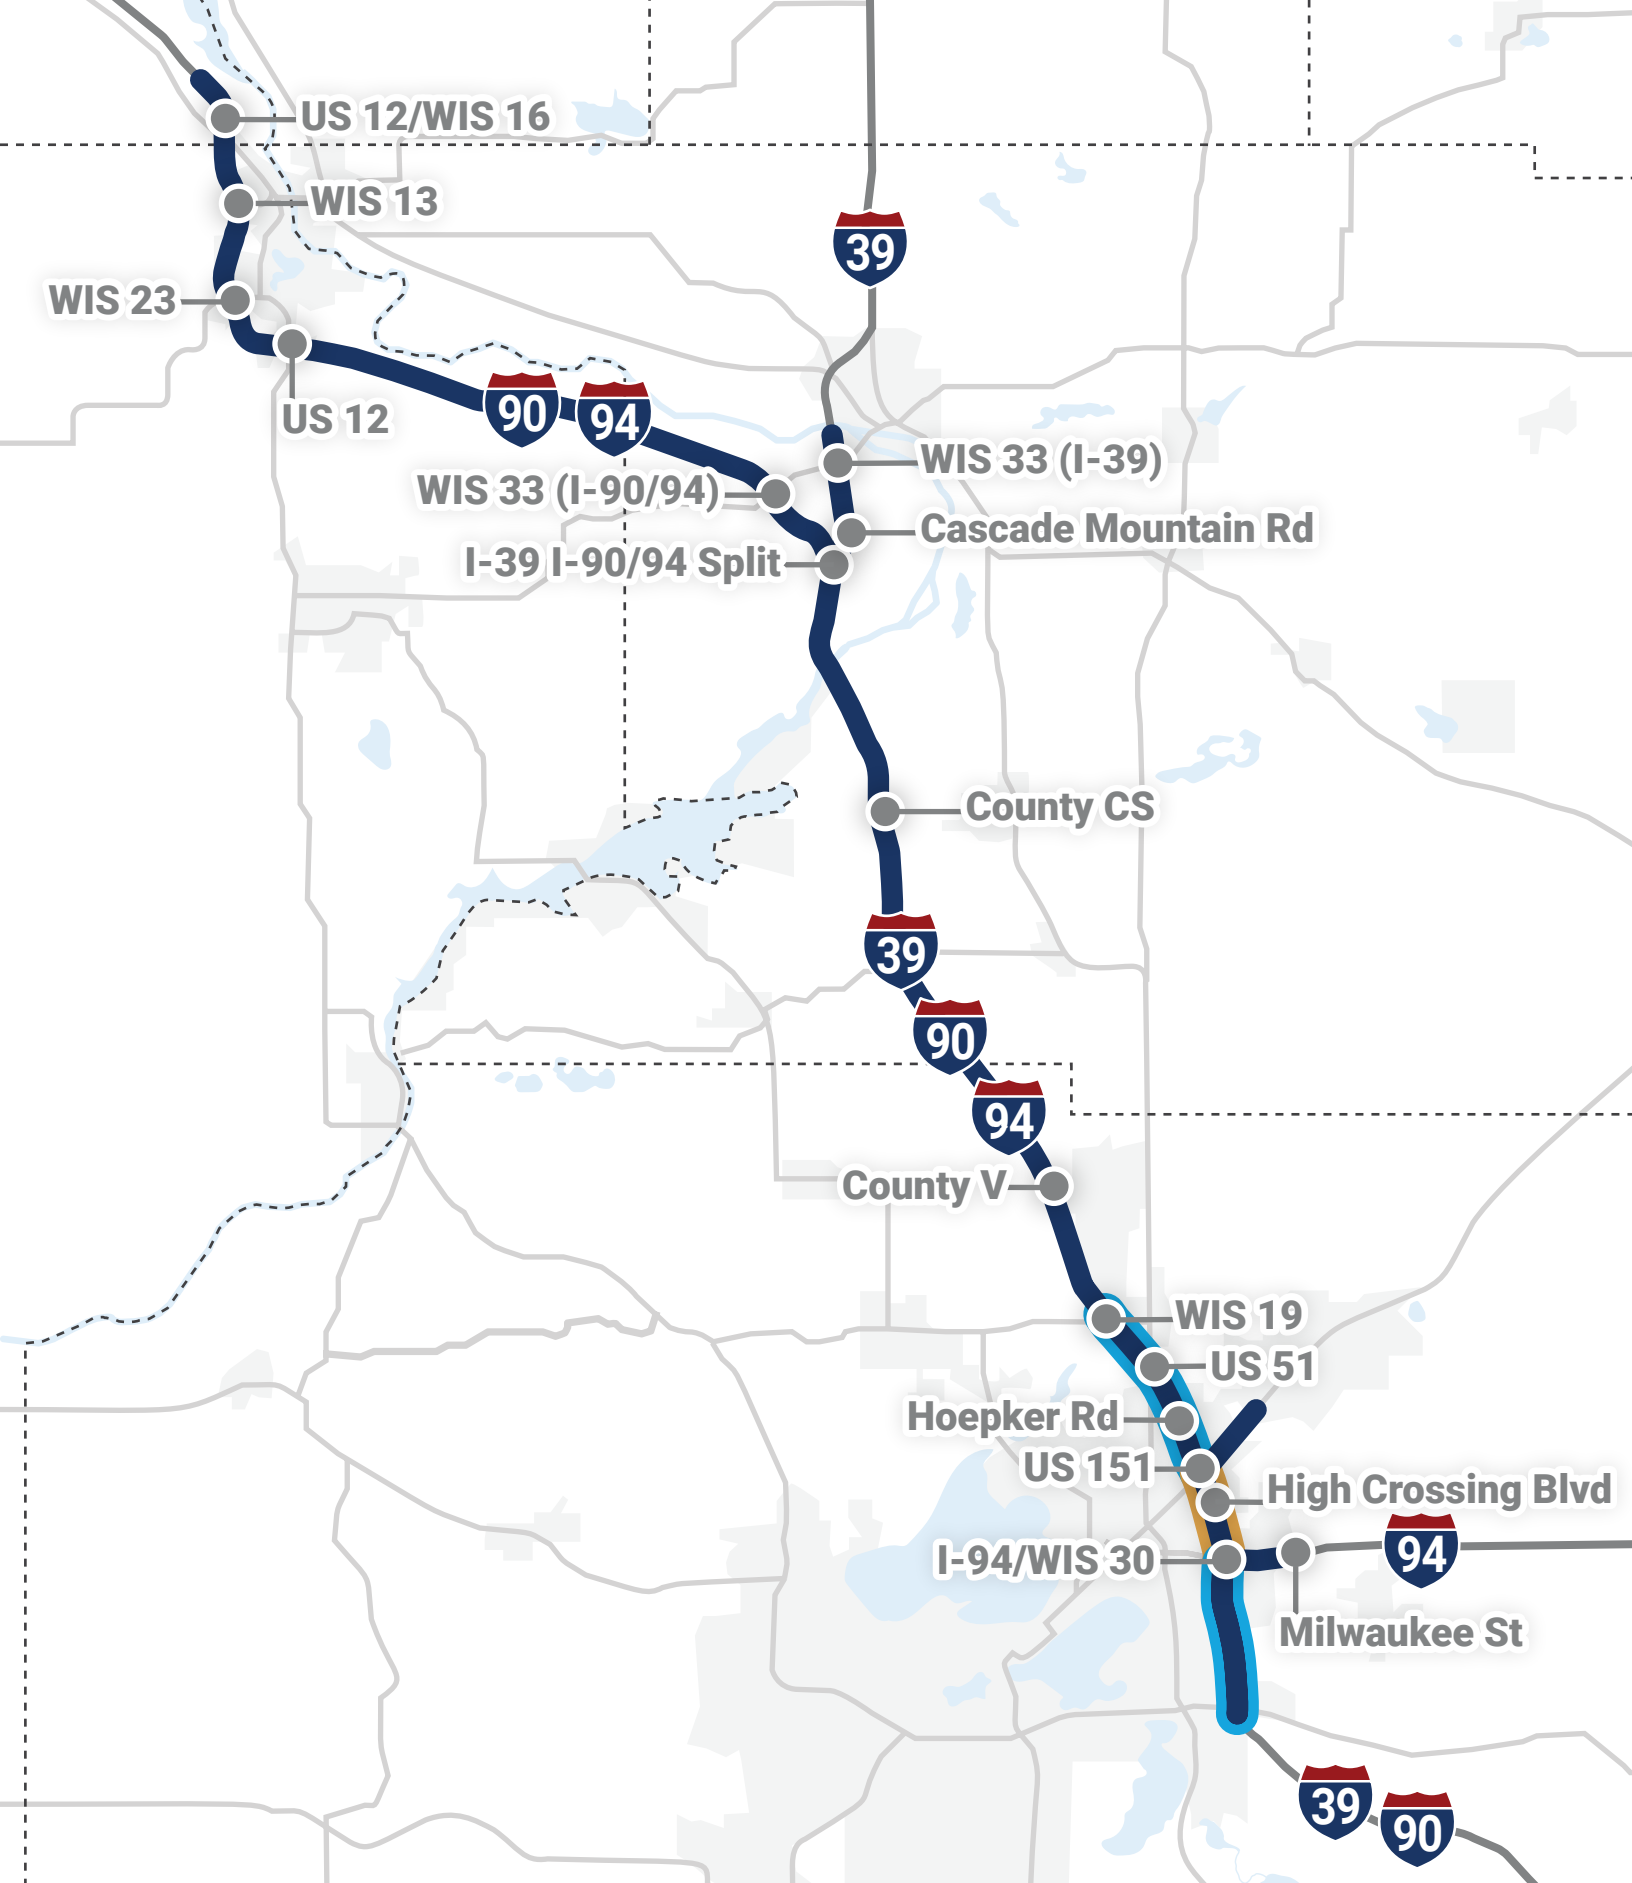 US 12/WIS 16
WIS 13
39
WIS 23
US 12
90
94
WIS 33 (I-39)
WIS 33 (I-90/94)
Cascade Mountain Rd
I-39 I-90/94 Split
County CS
39
90
94
County V
WIS 19
US 51
Hoepker Rd
US 151
High Crossing Blvd
I-94/WIS 30
94
Milwaukee St
39
90